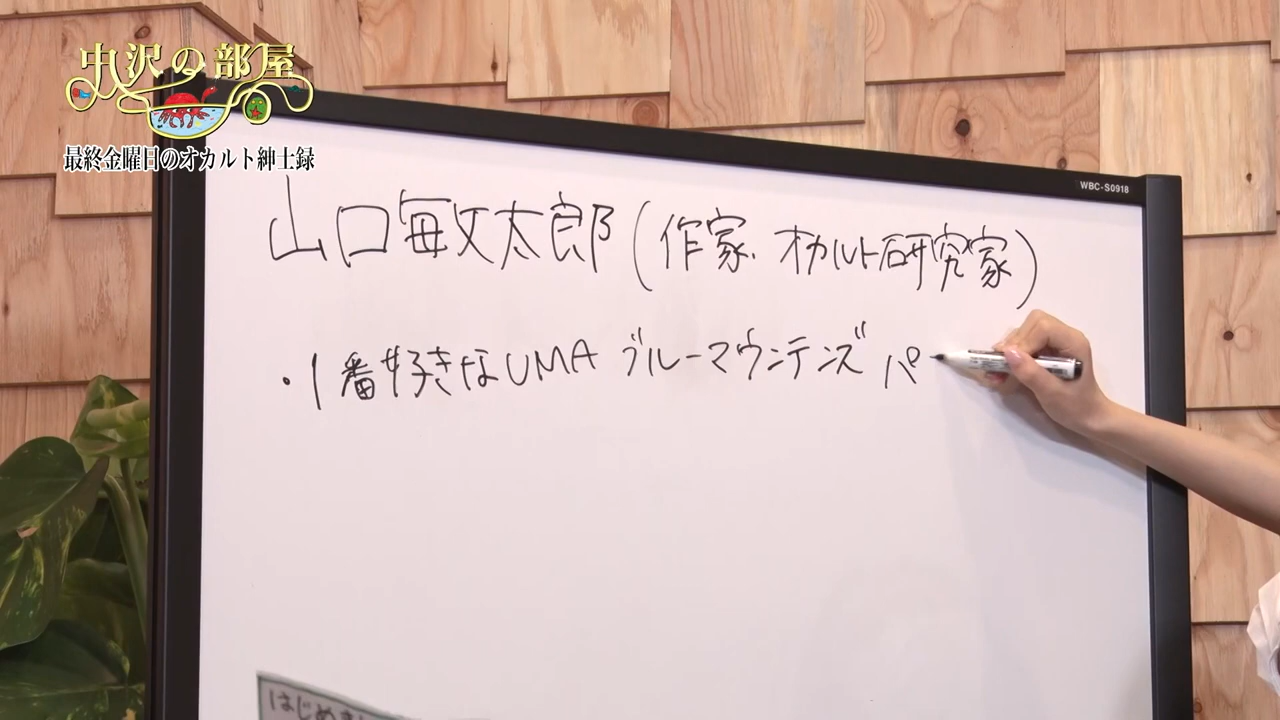 中沢の部屋
最終金曜日のオカルト紳士録
WBC-S0918
山口敏太郎(作家、オカルト研究家)
・1番好きなUMA ブルーマウンテンズ パ
はじめま